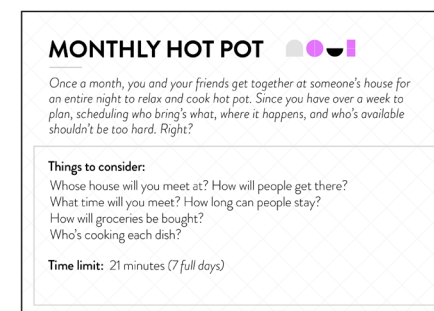 MONTHLY HOT POT
Once a month, you and your friends get together at someone's house for
an entire night to relax and cook hot pot. Since you have over a week to
plan, scheduling who bring's what, where it happens, and who's available
shouldn't be too hard. Right?
Things to consider:
Whose house will you meet at? How will people get there?
What time will you meet? How long can people stay?
How will groceries be bought?
Who's cooking each dish?
Time limit: 21 minutes (7 full days)